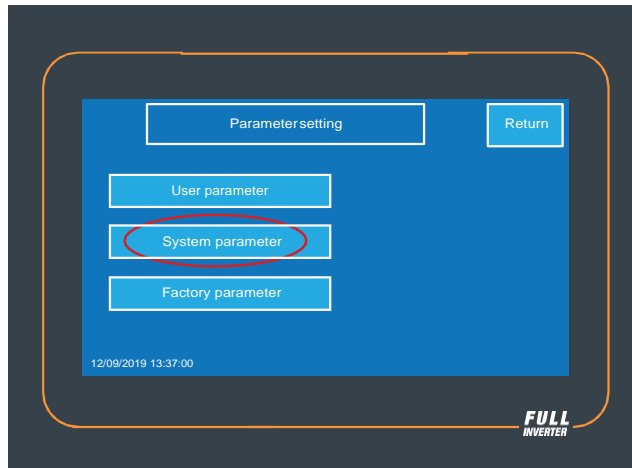 Parametersetting
Return
User parameter
System parameter
Factory parameter
12/09/2019 13:37:00
FULL
INVERTER